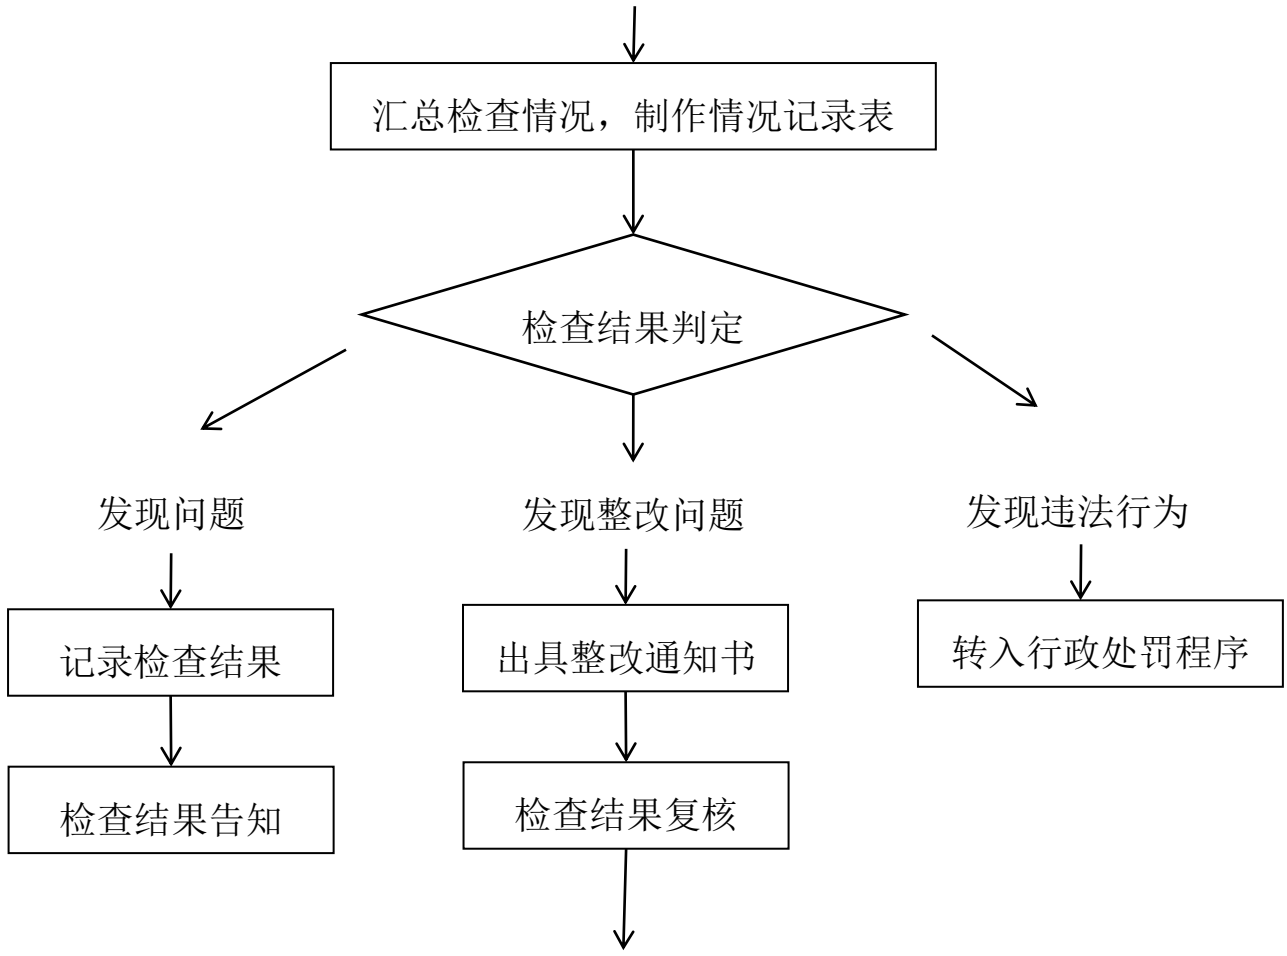 汇总检查情况，制作情况记录表
检查结果判定
发现问题
发现整改问题
发现违法行为
记录检查结果
出具整改通知书
转入行政处罚程序
检查结果告知
检查结果复核